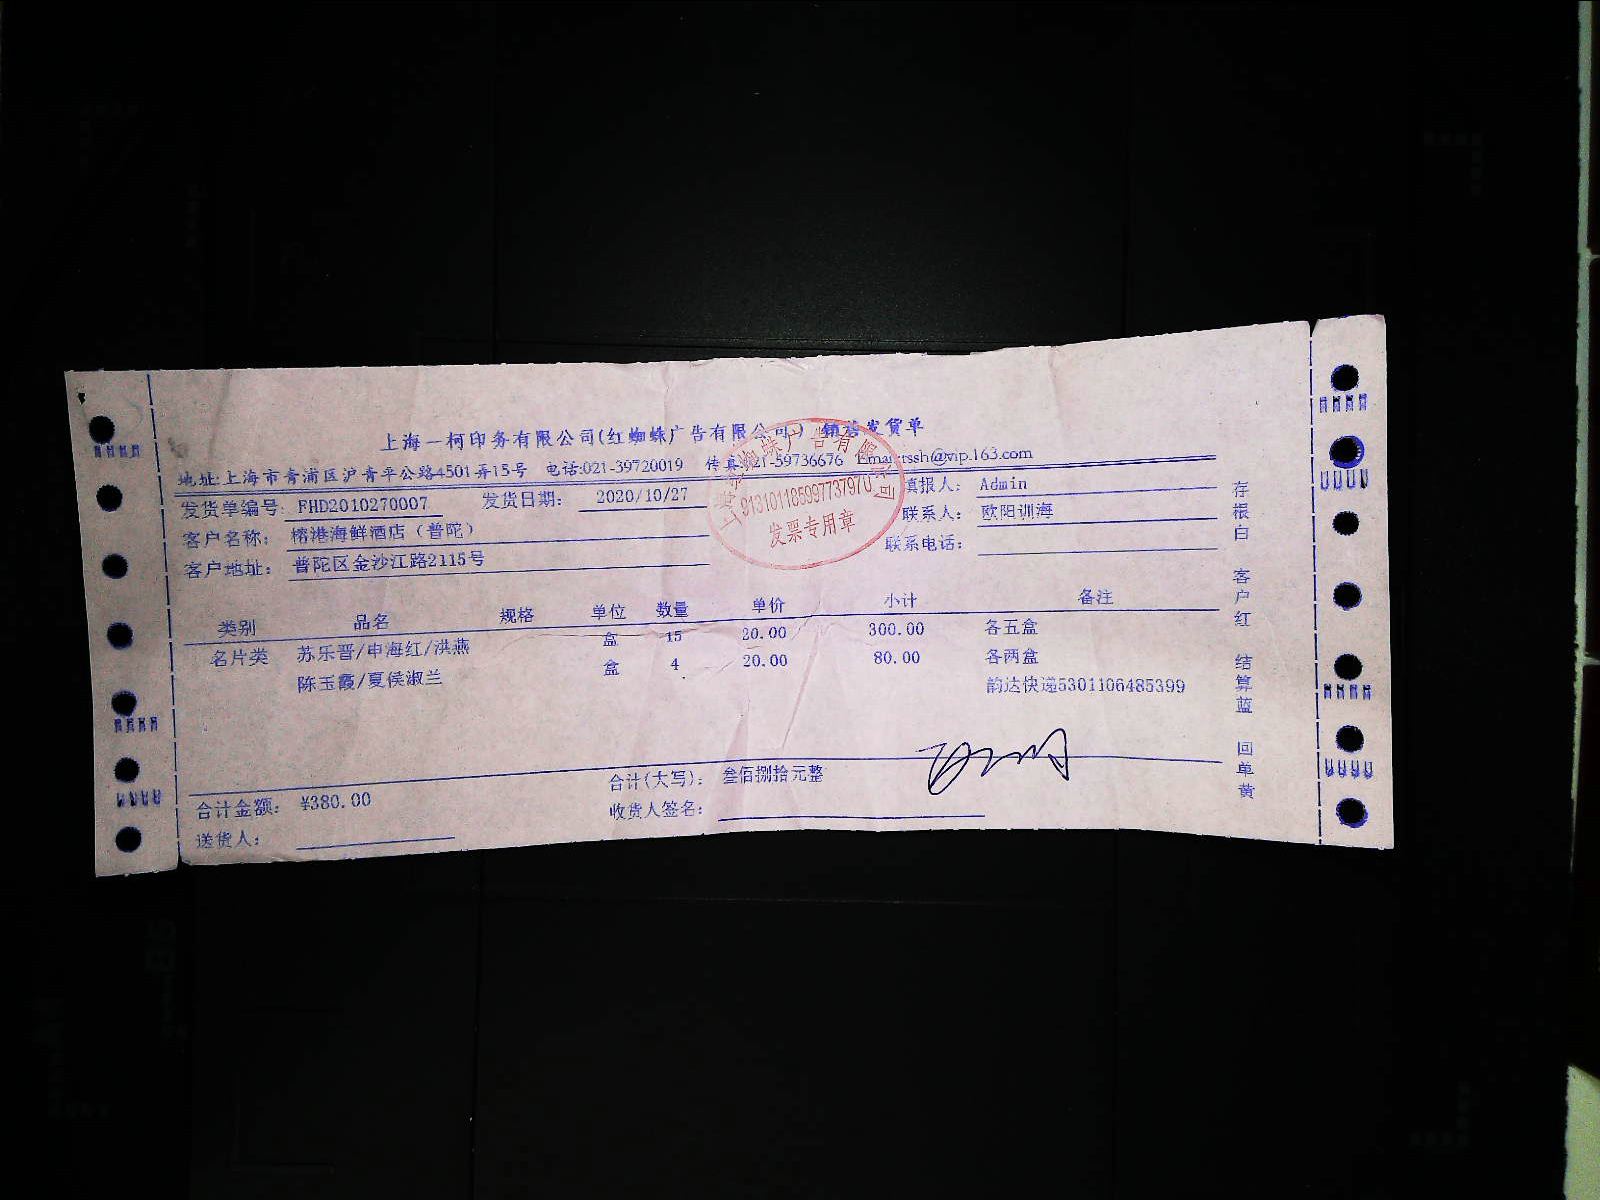 上海一柯印务有限公司(红蜘蛛广告有限公司) 销售发货单
地址:上海市青浦区沪青平公路4501弄15号 电话:021-39720019 传真:021-59736676 Email:rssh@vip.163.com
发货单编号: FHD2010270007 发货日期: 2020/10/27 填报人: Admin
客户名称: 榕港海鲜酒店（普陀） 联系人: 欧阳训海
客户地址: 普陀区金沙江路2115号 联系电话:
蜘蛛广告有限公司
发票专用章
类别 品名 规格 单位 数量 单价 小计 备注
名片类 苏乐晋/申海红/洪燕 盒 15 20.00 300.00 各五盒
陈玉霞/夏侯淑兰 盒 4 20.00 80.00 各两盒
韵达快递5301106485399
合计金额: ¥380.00 合计(大写): 叁佰捌拾元整
送货人: 收货人签名:
存根白 客户红 结算蓝 回单黄